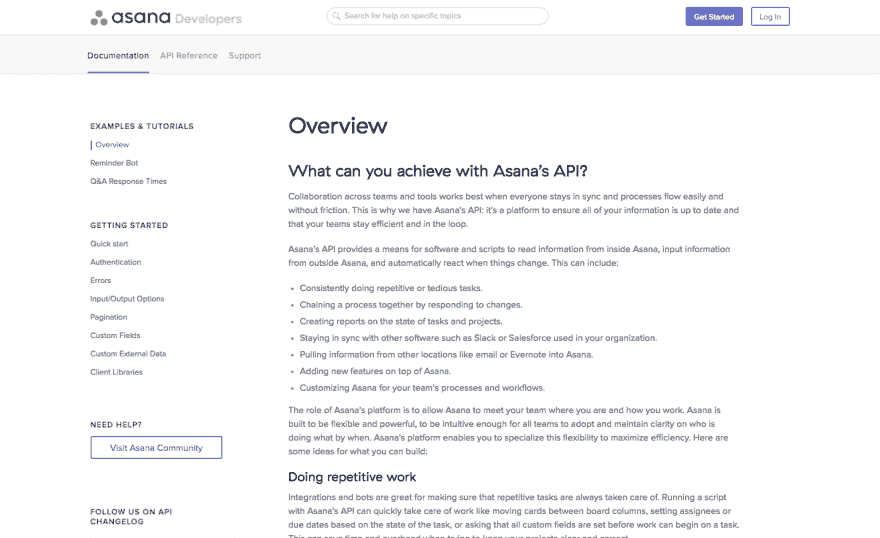 asana Developers
Search for help on specific topics
Get Started
Log In
Documentation
API Reference
Support
EXAMPLES & TUTORIALS
Overview
Reminder Bot
Q&A Response Times
GETTING STARTED
Quick start
Authentication
Errors
Input/Output Options
Pagination
Custom Fields
Custom External Data
Client Libraries
NEED HELP?
Visit Asana Community
FOLLOW US ON API
CHANGELOG
Overview
What can you achieve with Asana's API?
Collaboration across teams and tools works best when everyone stays in sync and processes flow easily and
without friction. This is why we have Asana's API: it's a platform to ensure all of your information is up to date and
that your teams stay efficient and in the loop.
Asana's API provides a means for software and scripts to read information from inside Asana, input information
from outside Asana, and automatically react when things change. This can include:
• Consistently doing repetitive or tedious tasks.
• Chaining a process together by responding to changes.
• Creating reports on the state of tasks and projects.
• Staying in sync with other software such as Slack or Salesforce used in your organization.
• Pulling information from other locations like email or Evernote into Asana.
• Adding new features on top of Asana.
• Customizing Asana for your team's processes and workflows.
The role of Asana's platform is to allow Asana to meet your team where you are and how you work. Asana is
built to be flexible and powerful, to be intuitive enough for all teams to adopt and maintain clarity on who is
doing what by when. Asana's platform enables you to specialize this flexibility to maximize efficiency. Here are
some ideas for what you can build:
Doing repetitive work
Integrations and bots are great for making sure that repetitive tasks are always taken care of. Running a script
with Asana's API can quickly take care of work like moving cards between board columns, setting assignees or
due dates based on the state of the task, or asking that all custom fields are set before work can begin on a task.